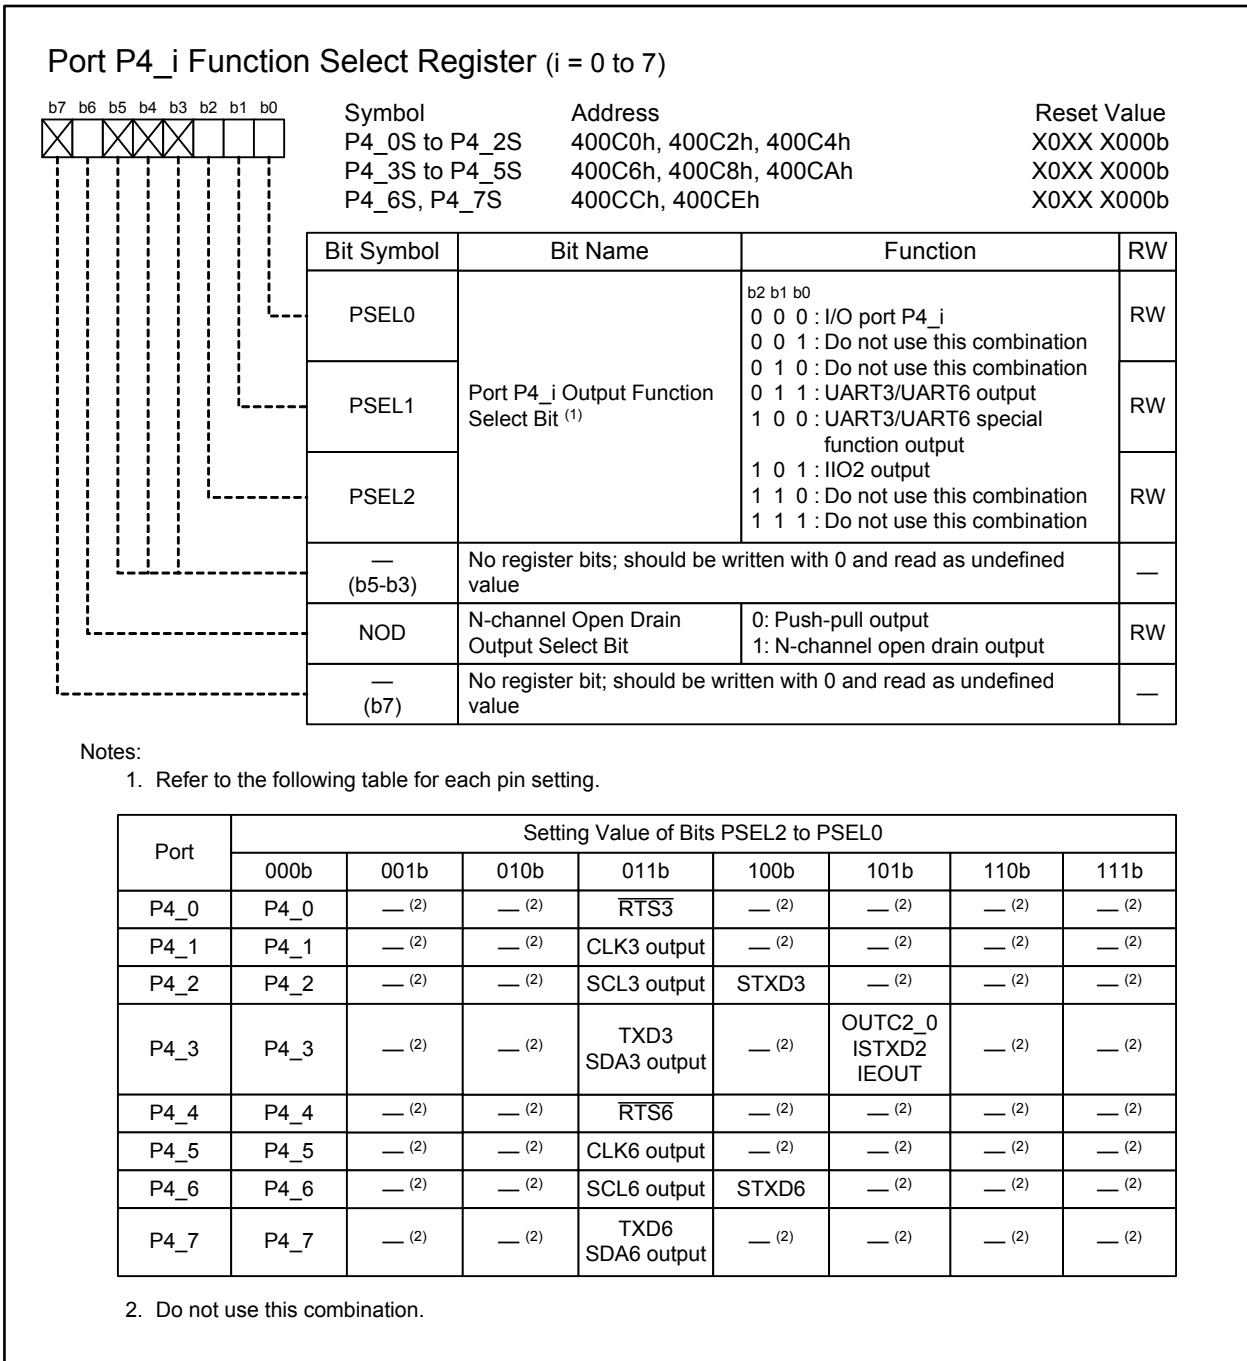 Port P4_i Function Select Register (i = 0 to 7)
b7 b6 b5 b4 b3 b2 b1 b0
Symbol Address Reset Value
P4_0S to P4_2S 400C0h, 400C2h, 400C4h X0XX X000b
P4_3S to P4_5S 400C6h, 400C8h, 400CAh X0XX X000b
P4_6S, P4_7S 400CCh, 400CEh X0XX X000b
Bit Symbol Bit Name Function RW
PSEL0
PSEL1
PSEL2
Port P4_i Output Function
Select Bit (1)
b2 b1 b0
0 0 0 : I/O port P4_i
0 0 1 : Do not use this combination
0 1 0 : Do not use this combination
0 1 1 : UART3/UART6 output
1 0 0 : UART3/UART6 special
function output
1 0 1 : IIO2 output
1 1 0 : Do not use this combination
1 1 1 : Do not use this combination
RW
RW
RW
—
(b5-b3)
No register bits; should be written with 0 and read as undefined
value
—
NOD
N-channel Open Drain
Output Select Bit
0: Push-pull output
1: N-channel open drain output
RW
—
(b7)
No register bit; should be written with 0 and read as undefined
value
—
Notes:
1. Refer to the following table for each pin setting.
Port
Setting Value of Bits PSEL2 to PSEL0
000b 001b 010b 011b 100b 101b 110b 111b
P4_0 P4_0 — (2) — (2) RTS3 — (2) — (2) — (2) — (2)
P4_1 P4_1 — (2) — (2) CLK3 output — (2) — (2) — (2) — (2)
P4_2 P4_2 — (2) — (2) SCL3 output STXD3 — (2) — (2) — (2)
P4_3 P4_3 — (2) — (2)
TXD3
SDA3 output
— (2)
OUTC2_0
ISTXD2
IEOUT
— (2) — (2)
P4_4 P4_4 — (2) — (2) RTS6 — (2) — (2) — (2) — (2)
P4_5 P4_5 — (2) — (2) CLK6 output — (2) — (2) — (2) — (2)
P4_6 P4_6 — (2) — (2) SCL6 output STXD6 — (2) — (2) — (2)
P4_7 P4_7 — (2) — (2)
TXD6
SDA6 output
— (2) — (2) — (2) — (2)
2. Do not use this combination.